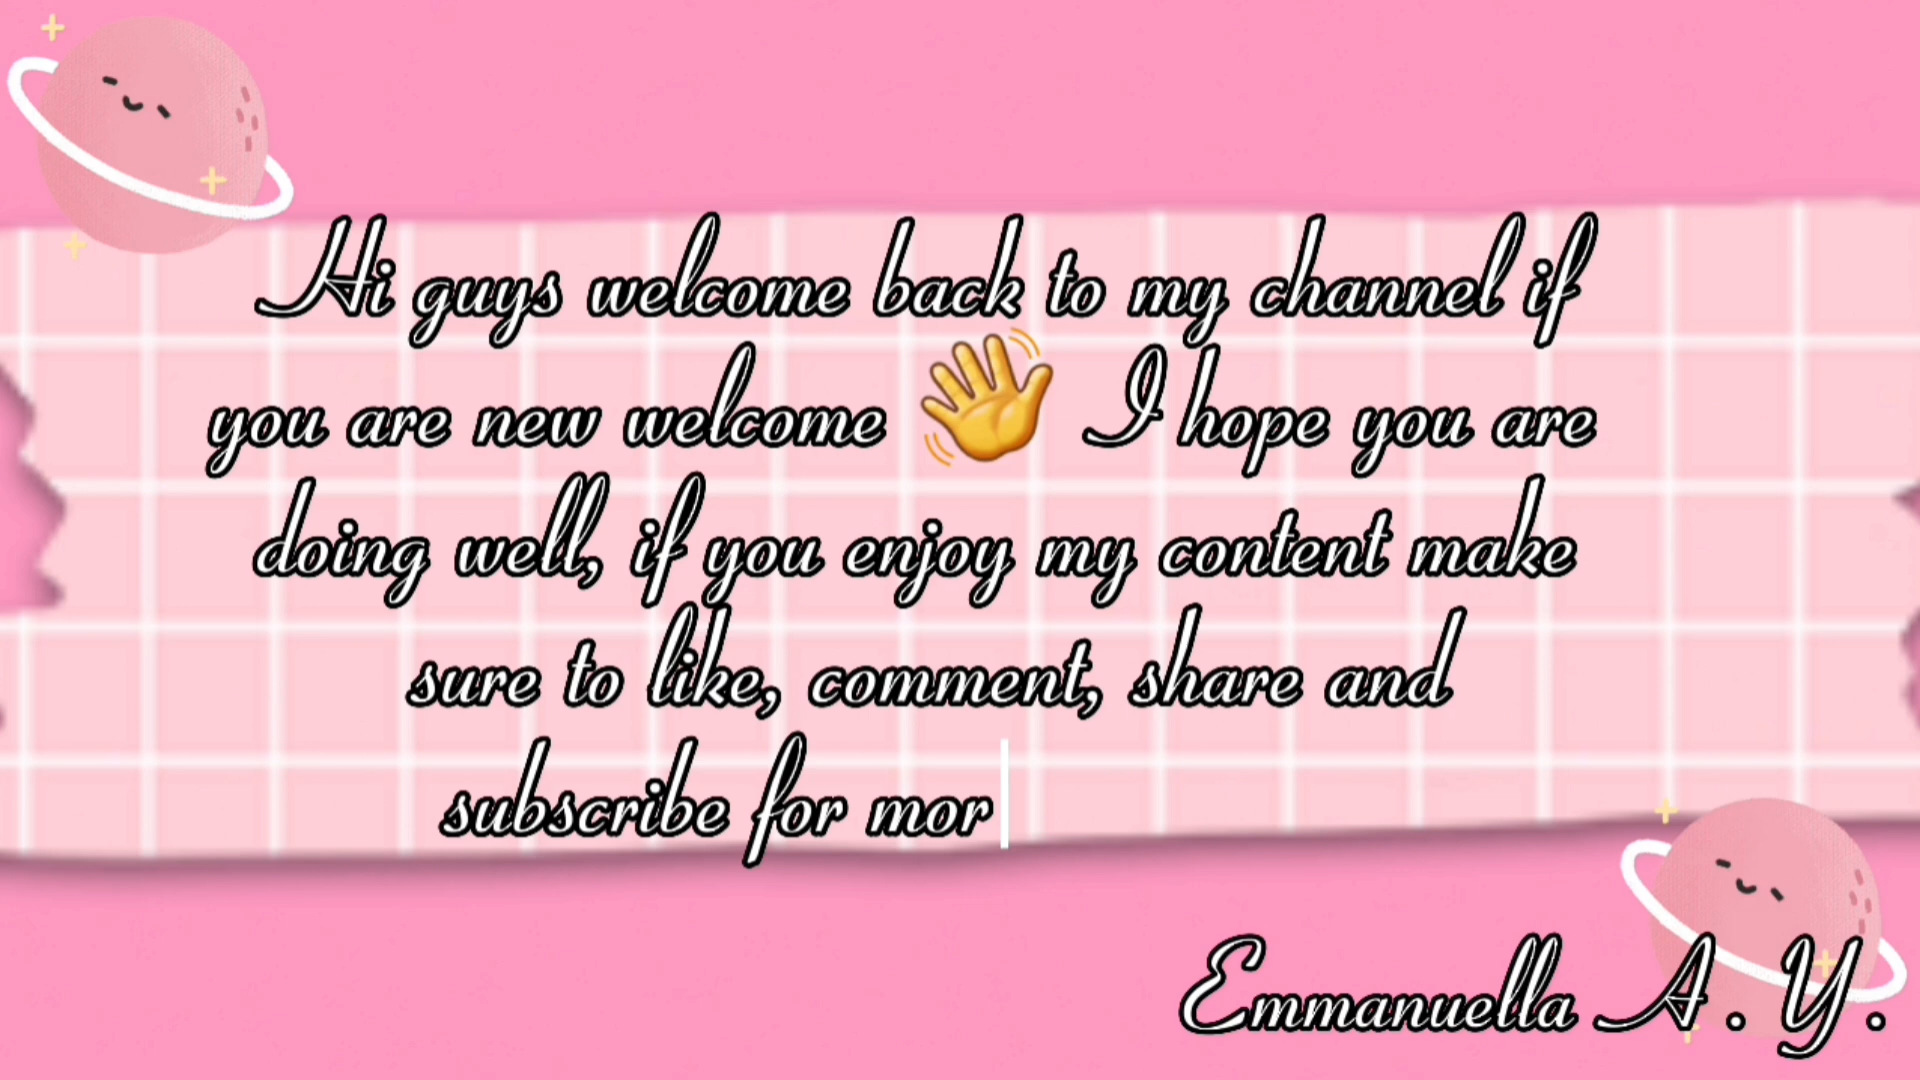 Hi guys welcome back to my channel if
you are new welcome 👋 I hope you are
doing well, if you enjoy my content make
sure to like, comment, share and
subscribe for mor
Emmanuella A. Y.